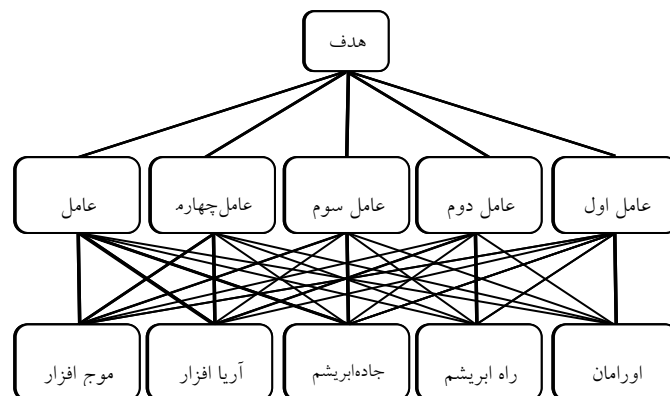 هدف
عامل اول
عامل دوم
عامل سوم
عامل‌چهارم
عامل
اورامان
راه ابریشم
جاده‌ابریشم
آریا افزار
موج افزار